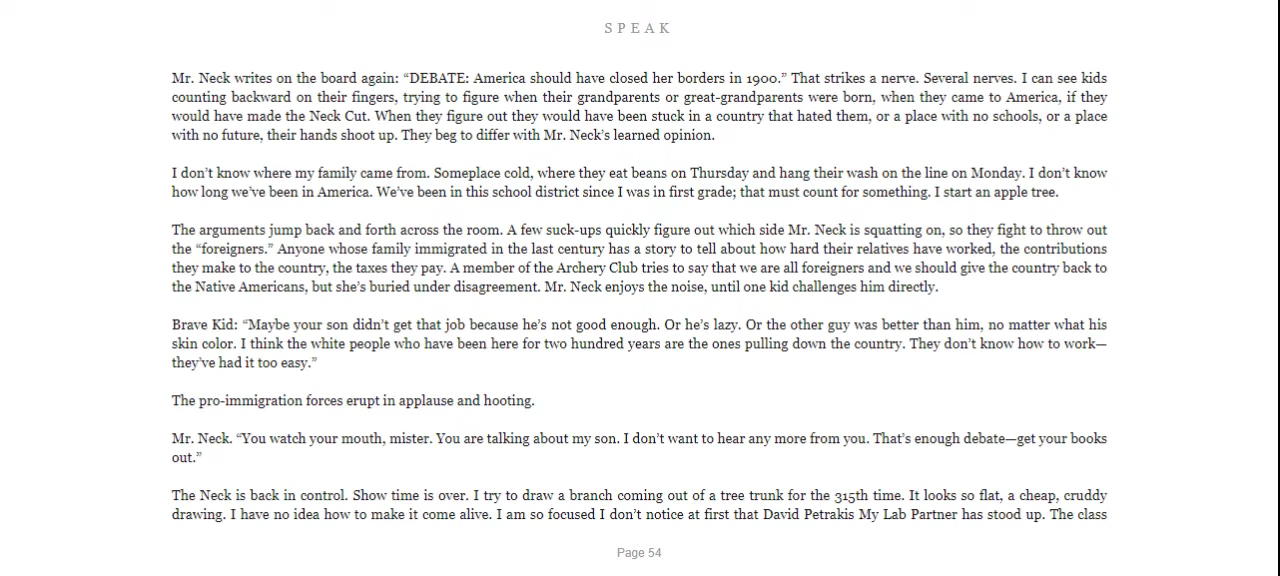 SPEAK
Mr. Neck writes on the board again: “DEBATE: America should have closed her borders in 1900.” That strikes a nerve. Several nerves. I can see kids
counting backward on their fingers, trying to figure when their grandparents or great-grandparents were born, when they came to America, if they
would have made the Neck Cut. When they figure out they would have been stuck in a country that hated them, or a place with no schools, or a place
with no future, their hands shoot up. They beg to differ with Mr. Neck’s learned opinion.
I don’t know where my family came from. Someplace cold, where they eat beans on Thursday and hang their wash on the line on Monday. I don’t know
how long we’ve been in America. We’ve been in this school district since I was in first grade; that must count for something. I start an apple tree.
The arguments jump back and forth across the room. A few suck-ups quickly figure out which side Mr. Neck is squatting on, so they fight to throw out
the “foreigners.” Anyone whose family immigrated in the last century has a story to tell about how hard their relatives have worked, the contributions
they make to the country, the taxes they pay. A member of the Archery Club tries to say that we are all foreigners and we should give the country back to
the Native Americans, but she’s buried under disagreement. Mr. Neck enjoys the noise, until one kid challenges him directly.
Brave Kid: “Maybe your son didn’t get that job because he’s not good enough. Or he’s lazy. Or the other guy was better than him, no matter what his
skin color. I think the white people who have been here for two hundred years are the ones pulling down the country. They don’t know how to work—
they’ve had it too easy.”
The pro-immigration forces erupt in applause and hooting.
Mr. Neck. “You watch your mouth, mister. You are talking about my son. I don’t want to hear any more from you. That’s enough debate—get your books
out.”
The Neck is back in control. Show time is over. I try to draw a branch coming out of a tree trunk for the 315th time. It looks so flat, a cheap, cruddy
drawing. I have no idea how to make it come alive. I am so focused I don’t notice at first that David Petrakis My Lab Partner has stood up. The class
Page 54